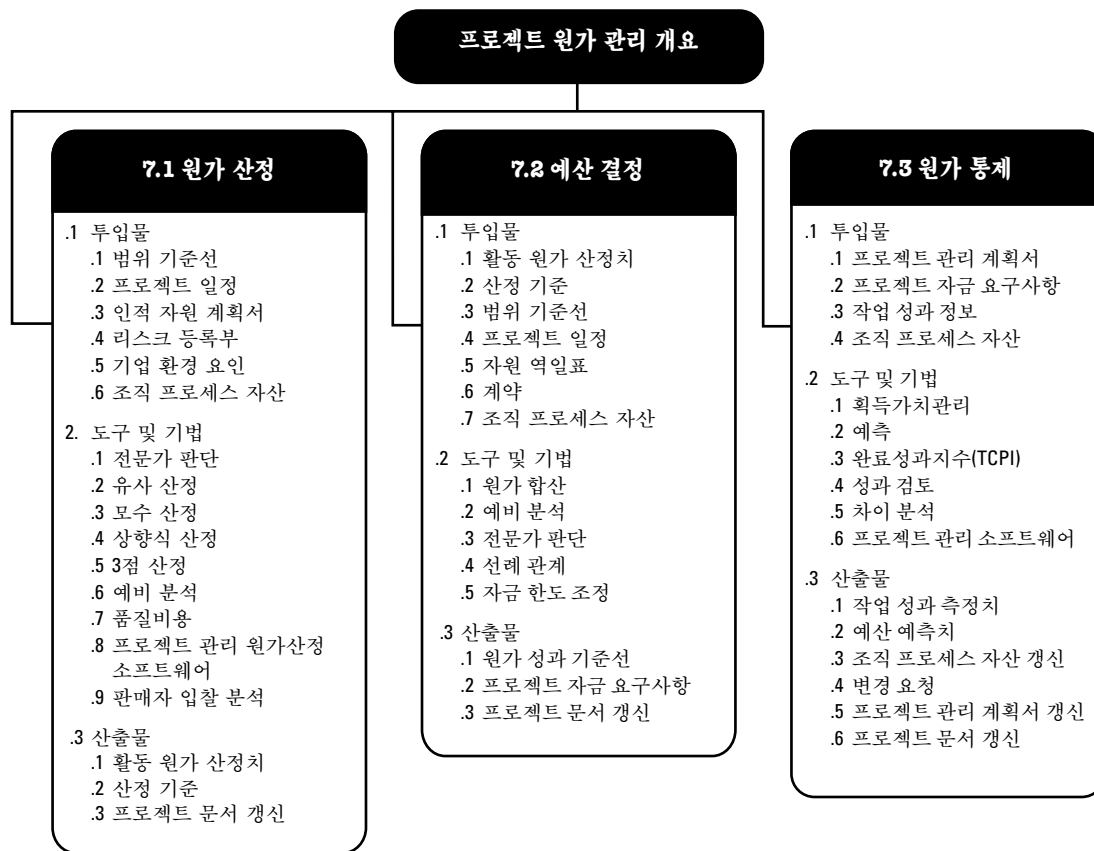 프로젝트 원가 관리 개요
7.1 원가 산정
.1 투입물
.1 범위 기준선
.2 프로젝트 일정
.3 인적 자원 계획서
.4 리스크 등록부
.5 기업 환경 요인
.6 조직 프로세스 자산
2. 도구 및 기법
.1 전문가 판단
.2 유사 산정
.3 모수 산정
.4 상향식 산정
.5 3점 산정
.6 예비 분석
.7 품질비용
.8 프로젝트 관리 원가산정
소프트웨어
.9 판매자 입찰 분석
.3 산출물
.1 활동 원가 산정치
.2 산정 기준
.3 프로젝트 문서 갱신
7.2 예산 결정
.1 투입물
.1 활동 원가 산정치
.2 산정 기준
.3 범위 기준선
.4 프로젝트 일정
.5 자원 역일표
.6 계약
.7 조직 프로세스 자산
.2 도구 및 기법
.1 원가 합산
.2 예비 분석
.3 전문가 판단
.4 선례 관계
.5 자금 한도 조정
.3 산출물
.1 원가 성과 기준선
.2 프로젝트 자금 요구사항
.3 프로젝트 문서 갱신
7.3 원가 통제
.1 투입물
.1 프로젝트 관리 계획서
.2 프로젝트 자금 요구사항
.3 작업 성과 정보
.4 조직 프로세스 자산
.2 도구 및 기법
.1 획득가치관리
.2 예측
.3 완료성과지수(TCPI)
.4 성과 검토
.5 차이 분석
.6 프로젝트 관리 소프트웨어
.3 산출물
.1 작업 성과 측정치
.2 예산 예측치
.3 조직 프로세스 자산 갱신
.4 변경 요청
.5 프로젝트 관리 계획서 갱신
.6 프로젝트 문서 갱신